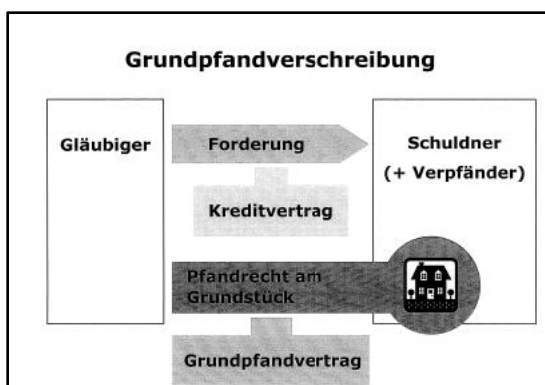 Grundpfandverschreibung
Gläubiger
Forderung
Schuldner
(+ Verpfänder)
Kreditvertrag
Pfandrecht am
Grundstück
Grundpfandvertrag